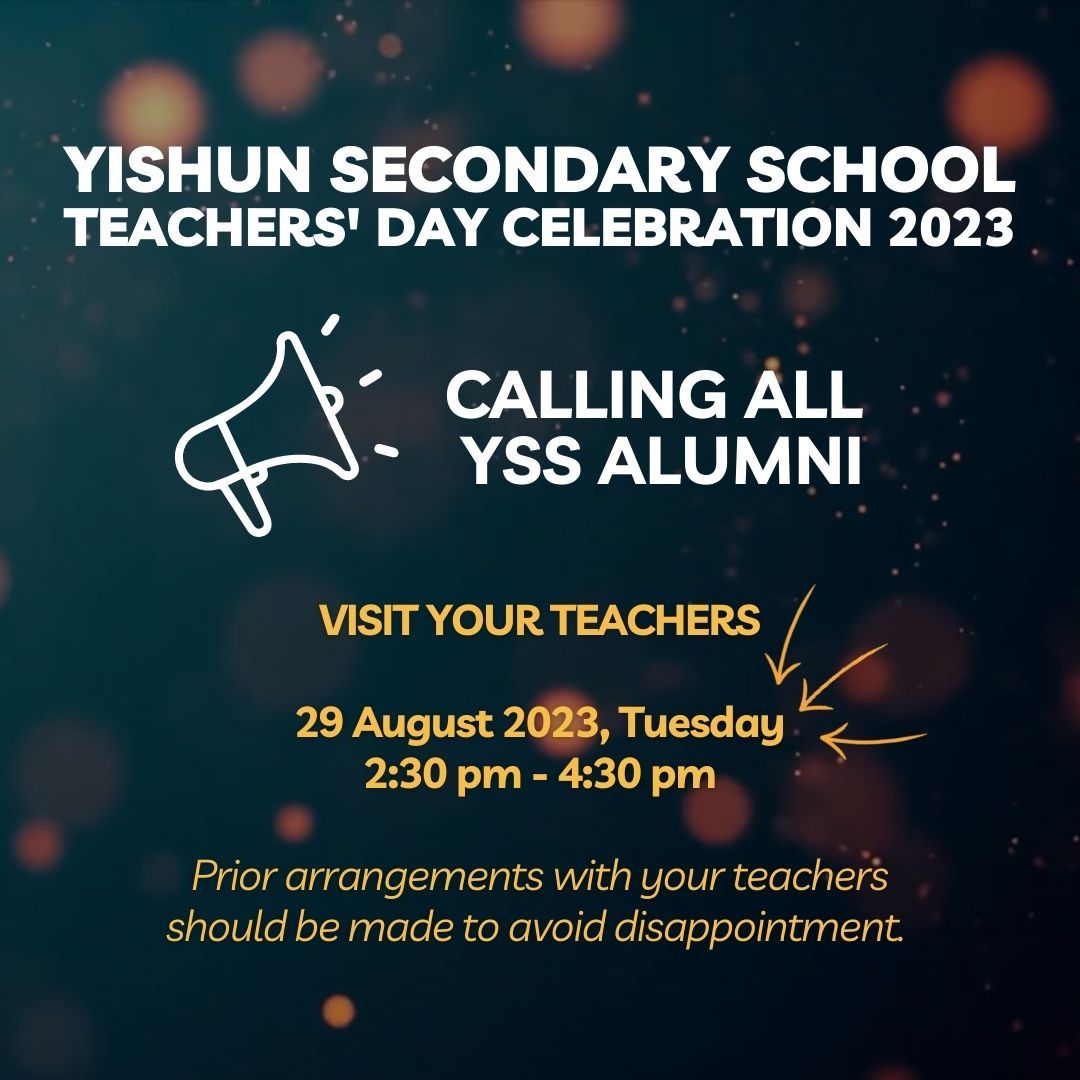 YISHUN SECONDARY SCHOOL
TEACHERS' DAY CELEBRATION 2023
CALLING ALL
YSS ALUMNI
VISIT YOUR TEACHERS
29 August 2023, Tuesday
2:30 pm - 4:30 pm
Prior arrangements with your teachers
should be made to avoid disappointment.